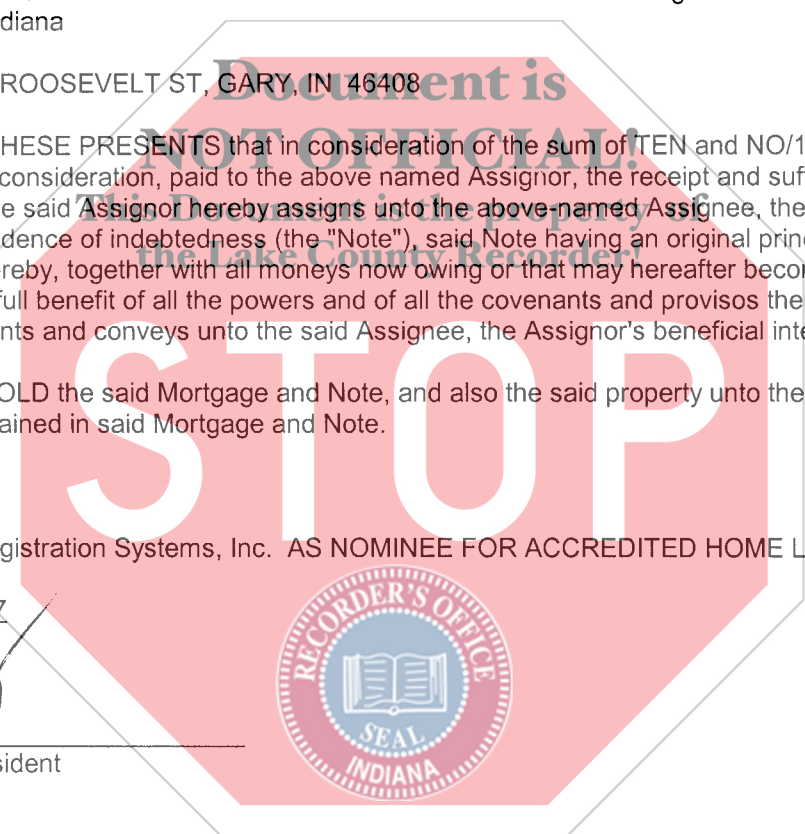 diana
ROOSEVELT ST, GARY, IN 46408
Document is
NOT OFFICIAL!
This Document is the property of
the Lake County Recorder!
HESE PRESENTS that in consideration of the sum of TEN and NO/1
consideration, paid to the above named Assignor, the receipt and suf
e said Assignor hereby assigns unto the above-named Assignee, the
dence of indebtedness (the "Note"), said Note having an original princ
reby, together with all moneys now owing or that may hereafter becor
full benefit of all the powers and of all the covenants and provisos the
nts and conveys unto the said Assignee, the Assignor's beneficial inte
OLD the said Mortgage and Note, and also the said property unto the
ained in said Mortgage and Note.
STOP
gistration Systems, Inc. AS NOMINEE FOR ACCREDITED HOME L
RECORDER'S OFFICE
SEAL
INDIANA
sident